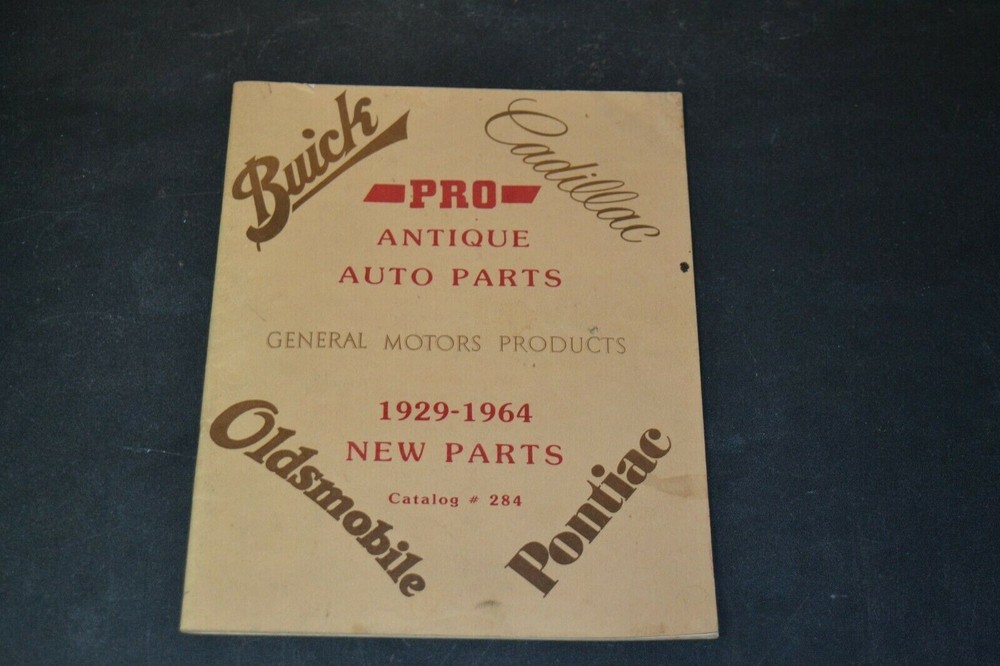 Buick
Cadillac
PRO
ANTIQUE
AUTO PARTS
GENERAL MOTORS PRODUCTS
1929-1964
NEW PARTS
Catalog # 284
Oldsmobile
Pontiac